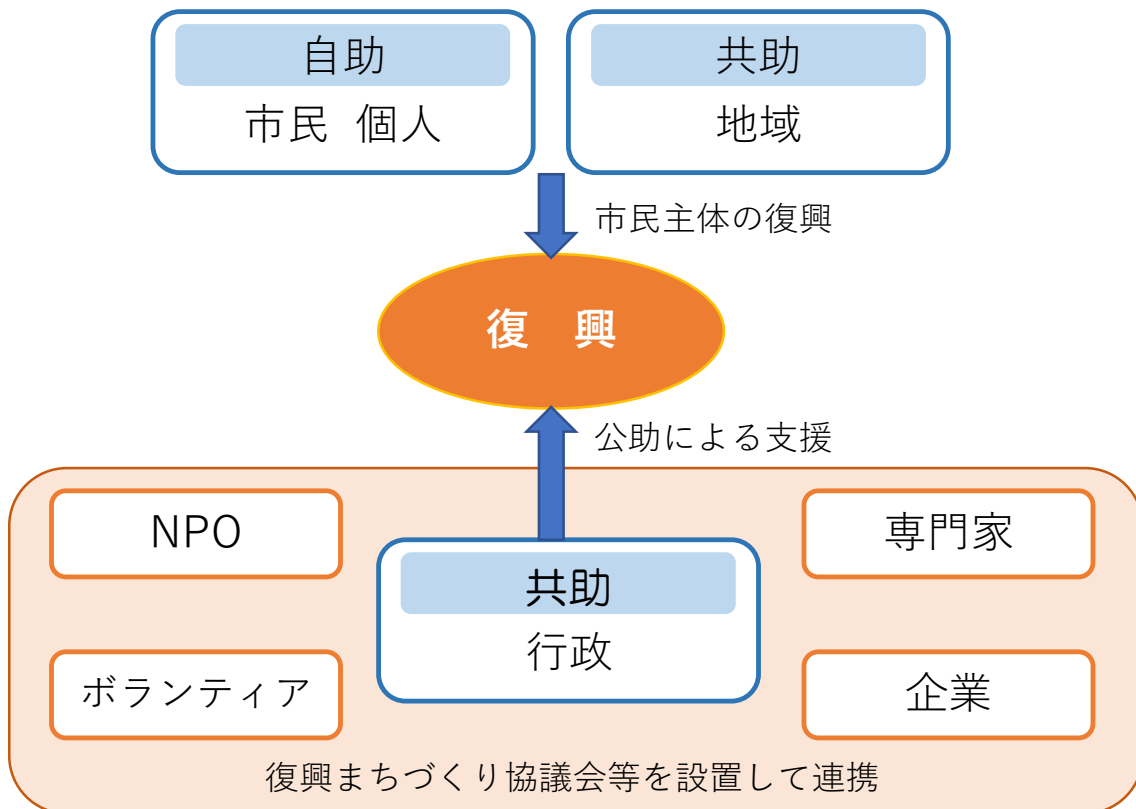 自助
市民 個人
共助
地域
市民主体の復興
復 興
公助による支援
NPO
専門家
共助
行政
ボランティア
企業
復興まちづくり協議会等を設置して連携